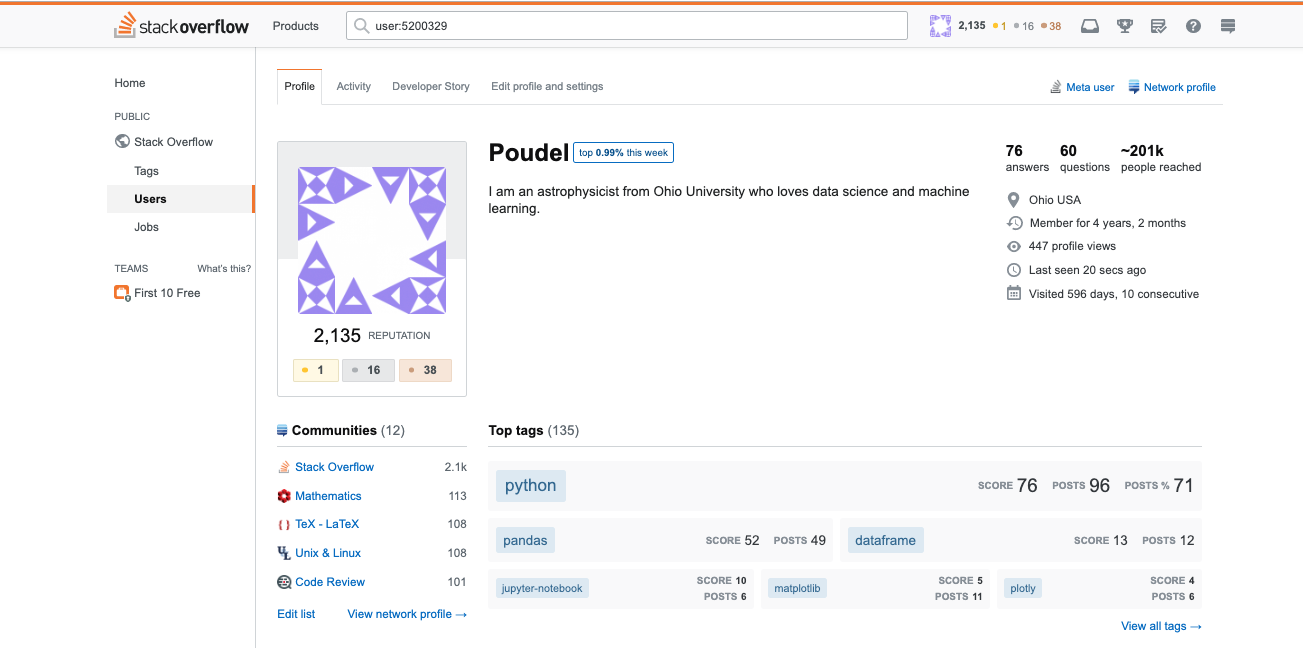 stackoverflow Products user:5200329 2,135 1 16 38
Home
PUBLIC
Stack Overflow
Tags
Users
Jobs
TEAMS What's this?
First 10 Free
Profile Activity Developer Story Edit profile and settings Meta user Network profile
Poudel top 0.99% this week
I am an astrophysicist from Ohio University who loves data science and machine
learning.
76 60 ~201k
answers questions people reached
Ohio USA
Member for 4 years, 2 months
447 profile views
Last seen 20 secs ago
Visited 596 days, 10 consecutive
2,135 REPUTATION
1 16 38
Communities (12)
Stack Overflow 2.1k
Mathematics 113
TeX - LaTeX 108
Unix & Linux 108
Code Review 101
Edit list View network profile →
Top tags (135)
python SCORE 76 POSTS 96 POSTS % 71
pandas SCORE 52 POSTS 49 dataframe SCORE 13 POSTS 12
jupyter-notebook SCORE 10 POSTS 6 matplotlib SCORE 5 POSTS 11 plotly SCORE 4 POSTS 6
View all tags →